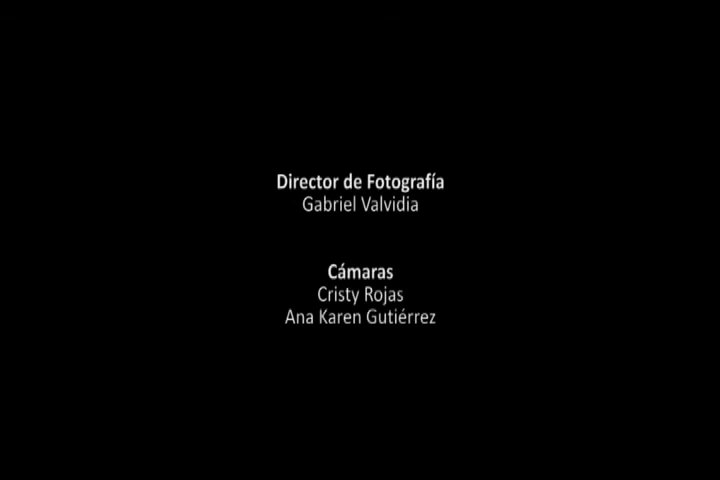 Director de Fotografía
Gabriel Valvidia
Cámaras
Cristy Rojas
Ana Karen Gutiérrez